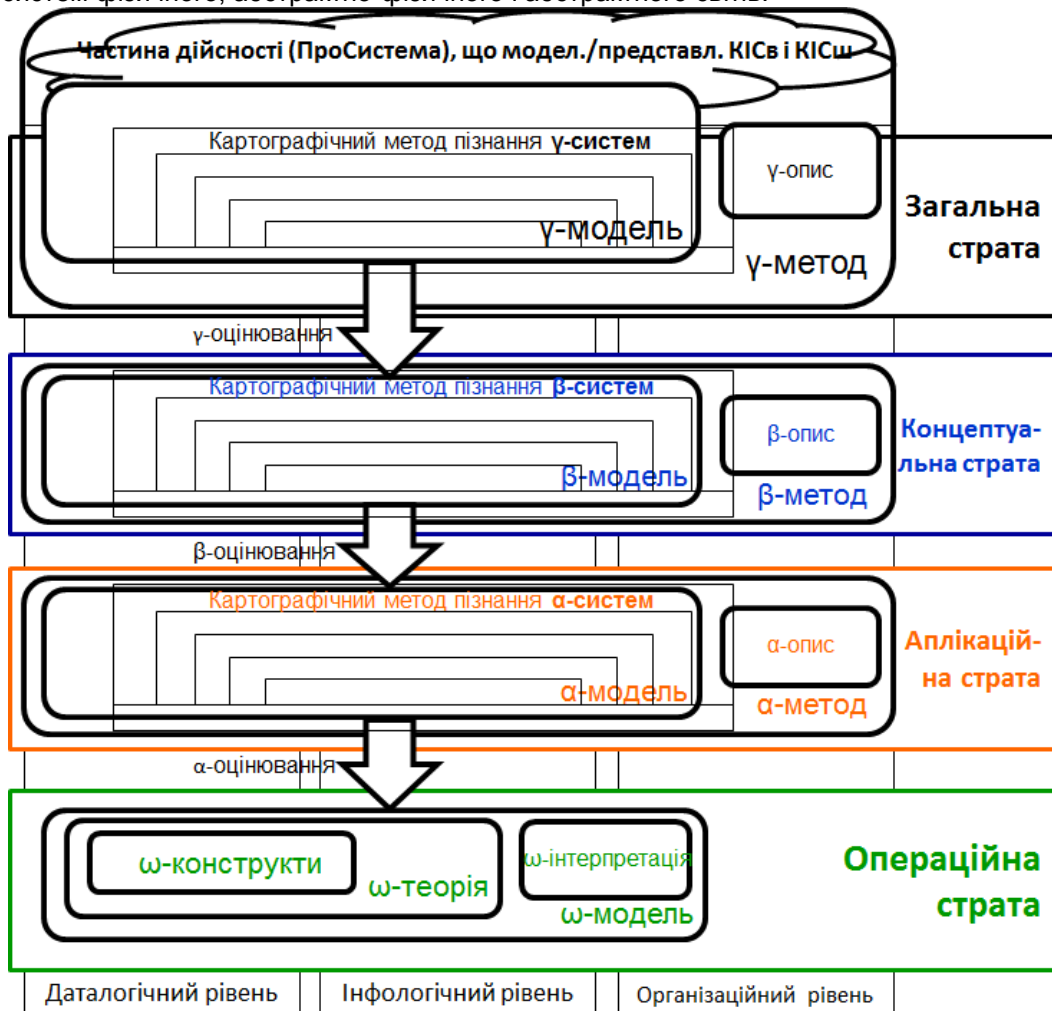 Частина дійсності (ПроСистема), що модел./представл. КІСв і КІСш
Картографічний метод пізнання γ-систем
γ-опис
γ-модель
γ-метод
Загальна
страта
γ-оцінювання
Картографічний метод пізнання β-систем
β-опис
β-модель
β-метод
Концептуа-
льна страта
β-оцінювання
Картографічний метод пізнання α-систем
α-опис
α-модель
α-метод
Аплікацій-
на страта
α-оцінювання
ω-конструкти
ω-теорія
ω-інтерпретація
ω-модель
Операційна
страта
Даталогічний рівень
Інфологічний рівень
Організаційний рівень